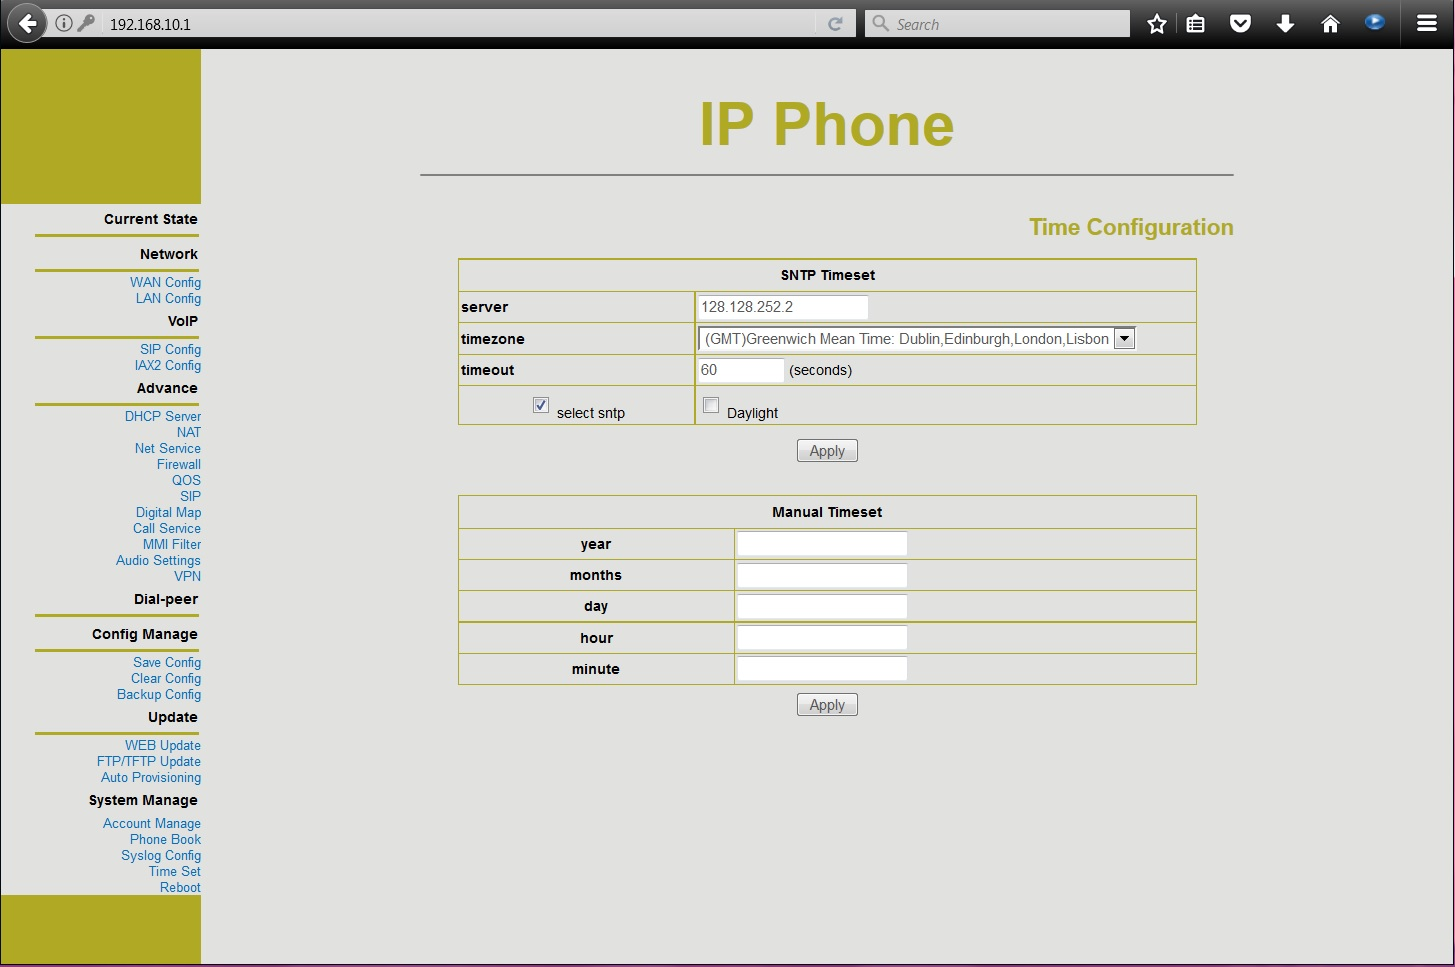 192.168.10.1
Search
IP Phone
Current State
Network
WAN Config
LAN Config
VoIP
SIP Config
IAX2 Config
Advance
DHCP Server
NAT
Net Service
Firewall
QOS
SIP
Digital Map
Call Service
MMI Filter
Audio Settings
VPN
Dial-peer
Config Manage
Save Config
Clear Config
Backup Config
Update
WEB Update
FTP/TFTP Update
Auto Provisioning
System Manage
Account Manage
Phone Book
Syslog Config
Time Set
Reboot
Time Configuration
SNTP Timeset
server 128.128.252.2
timezone (GMT)Greenwich Mean Time: Dublin,Edinburgh,London,Lisbon
timeout 60 (seconds)
select sntp Daylight
Apply
Manual Timeset
year
months
day
hour
minute
Apply